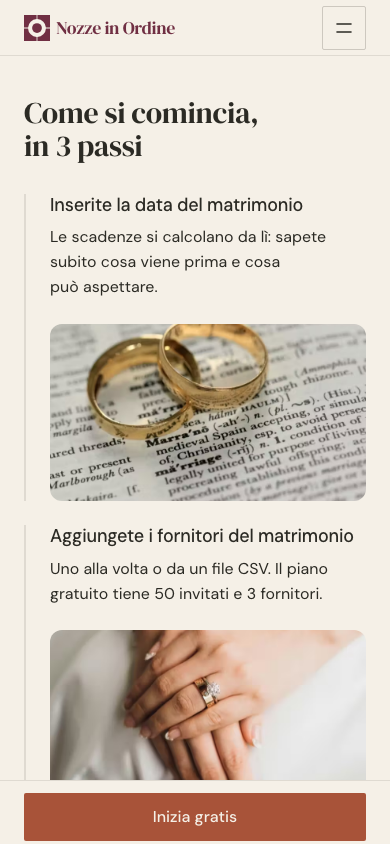 Nozze in Ordine
Come si comincia,
in 3 passi
Inserite la data del matrimonio
Le scadenze si calcolano da lì: sapete
subito cosa viene prima e cosa
può aspettare.
Aggiungete i fornitori del matrimonio
Uno alla volta o da un file CSV. Il piano
gratuito tiene 50 invitati e 3 fornitori.
Inizia gratis